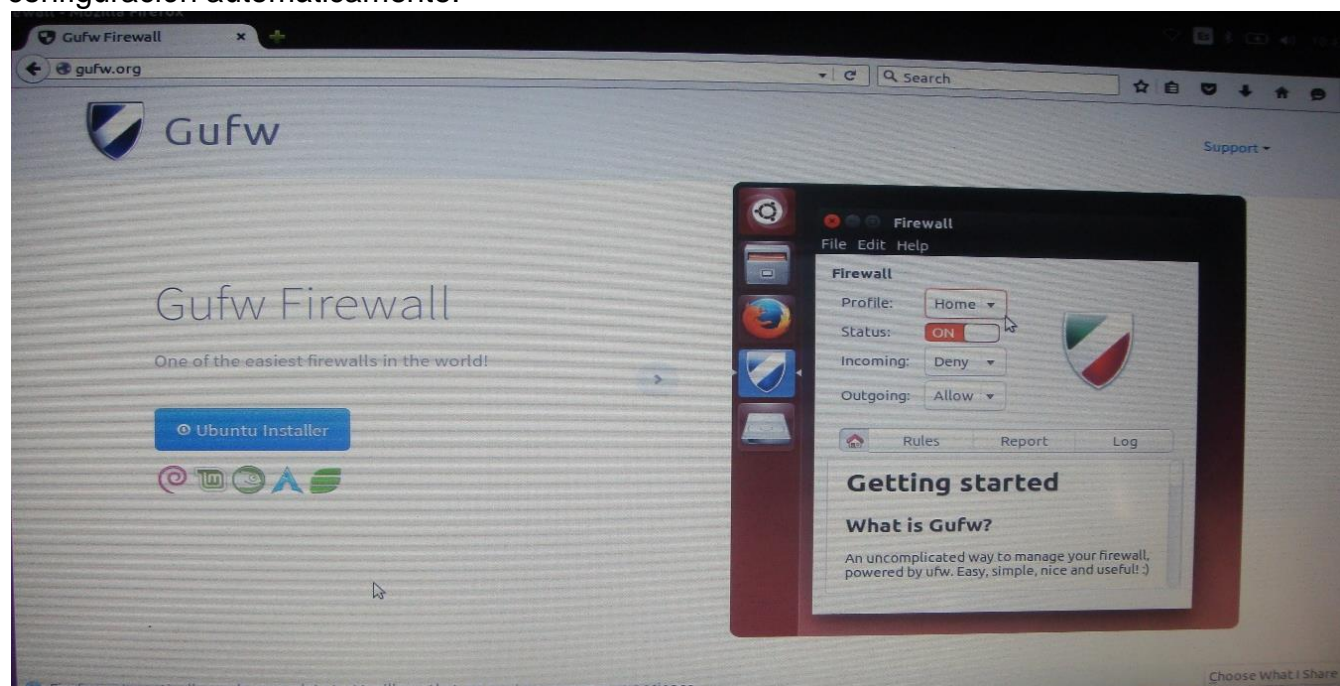 configuración automáticamente.
Gufw Firewall
gufw.org
Search
Gufw
Support
Firewall
File Edit Help
Firewall
Profile: Home
Status: ON
Incoming: Deny
Outgoing: Allow
Rules Report Log
Getting started
What is Gufw?
An uncomplicated way to manage your firewall,
powered by ufw. Easy, simple, nice and useful! :)
Gufw Firewall
One of the easiest firewalls in the world!
Ubuntu Installer
Choose What I Share